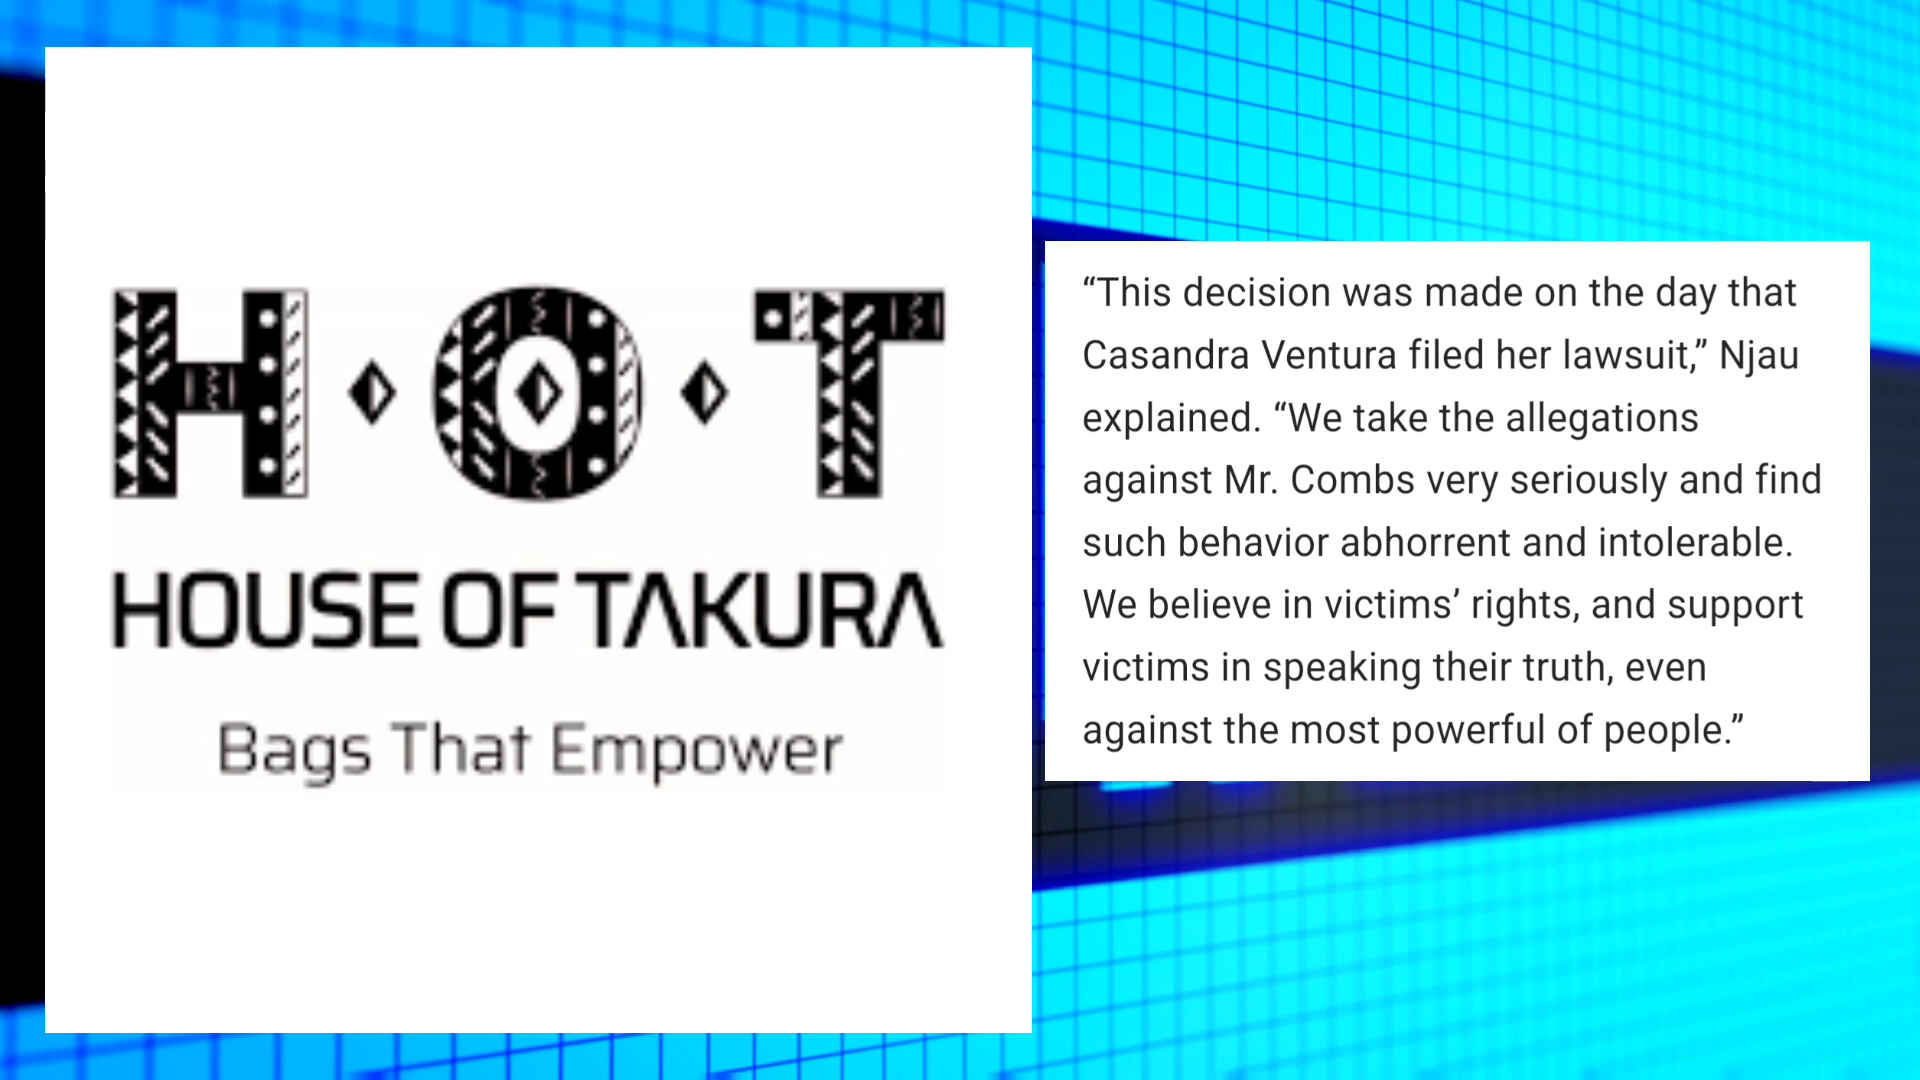 H·O·T
HOUSE OF TAKURA
Bags That Empower
“This decision was made on the day that
Casandra Ventura filed her lawsuit,” Njau
explained. “We take the allegations
against Mr. Combs very seriously and find
such behavior abhorrent and intolerable.
We believe in victims’ rights, and support
victims in speaking their truth, even
against the most powerful of people.”